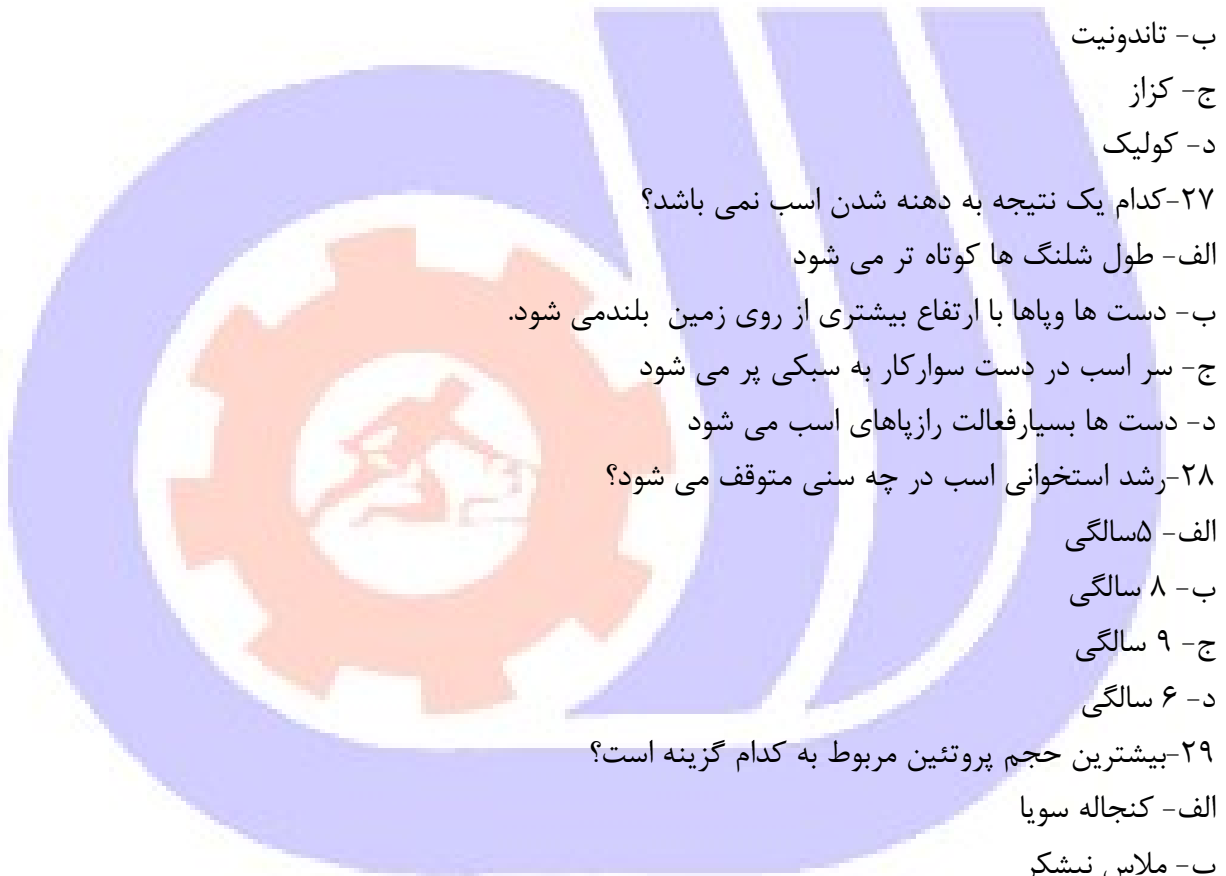 ب- تاندونیت
ج- کزاز
د- کولیک
۲۷-کدام یک نتیجه به دهنه شدن اسب نمی باشد؟
الف- طول شلنگ ها کوتاه تر می شود
ب- دست ها وپاها با ارتفاع بیشتری از روی زمین بلندمی شود.
ج- سر اسب در دست سوارکار به سبکی پر می شود
د- دست ها بسیارفعالت رازپاهای اسب می شود
۲۸-رشد استخوانی اسب در چه سنی متوقف می شود؟
الف- ۵سالگی
ب- ۸ سالگی
ج- ۹ سالگی
د- ۶ سالگی
۲۹-بیشترین حجم پروتئین مربوط به کدام گزینه است؟
الف- کنجاله سویا
ب- ملاس نیشکر